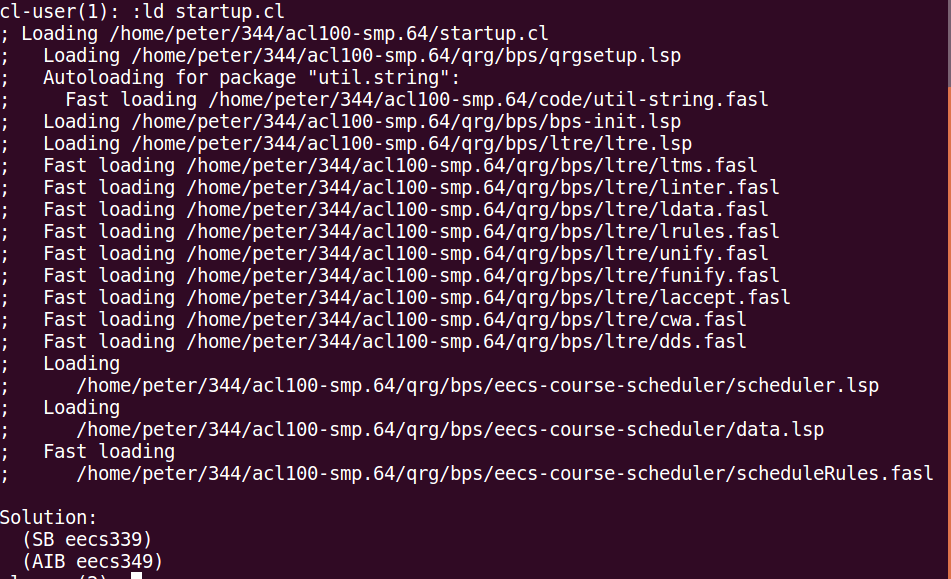 cl-user(1): :ld startup.cl
; Loading /home/peter/344/acl100-smp.64/startup.cl
;   Loading /home/peter/344/acl100-smp.64/qrg/bps/qrgsetup.lsp
;   Autoloading for package "util.string":
;     Fast loading /home/peter/344/acl100-smp.64/code/util-string.fasl
;   Loading /home/peter/344/acl100-smp.64/qrg/bps/bps-init.lsp
;   Loading /home/peter/344/acl100-smp.64/qrg/bps/ltre/ltre.lsp
;   Fast loading /home/peter/344/acl100-smp.64/qrg/bps/ltre/ltms.fasl
;   Fast loading /home/peter/344/acl100-smp.64/qrg/bps/ltre/linter.fasl
;   Fast loading /home/peter/344/acl100-smp.64/qrg/bps/ltre/ldata.fasl
;   Fast loading /home/peter/344/acl100-smp.64/qrg/bps/ltre/lrules.fasl
;   Fast loading /home/peter/344/acl100-smp.64/qrg/bps/ltre/unify.fasl
;   Fast loading /home/peter/344/acl100-smp.64/qrg/bps/ltre/funify.fasl
;   Fast loading /home/peter/344/acl100-smp.64/qrg/bps/ltre/laccept.fasl
;   Fast loading /home/peter/344/acl100-smp.64/qrg/bps/ltre/cwa.fasl
;   Fast loading /home/peter/344/acl100-smp.64/qrg/bps/ltre/dds.fasl
;   Loading
;      /home/peter/344/acl100-smp.64/qrg/bps/eecs-course-scheduler/scheduler.lsp
;   Loading
;      /home/peter/344/acl100-smp.64/qrg/bps/eecs-course-scheduler/data.lsp
;   Fast loading
;      /home/peter/344/acl100-smp.64/qrg/bps/eecs-course-scheduler/scheduleRules.fasl
Solution:
  (SB eecs339)
  (AIB eecs349)